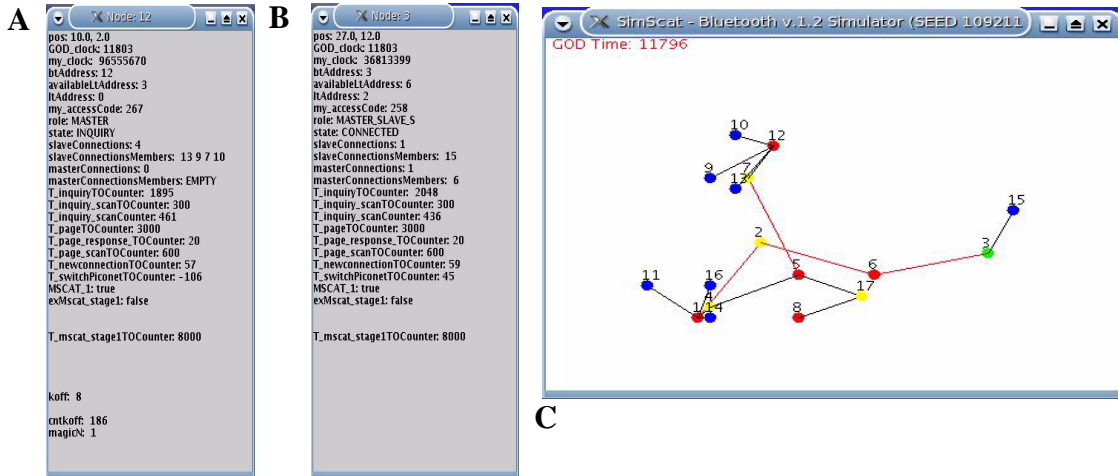 A
Node: 12
pos: 10.0, 2.0
GOD_clock: 11803
my_clock: 96555670
btAddress: 12
availableLtAddress: 3
ltAddress: 0
my_accessCode: 267
role: MASTER
state: INQUIRY
slaveConnections: 4
slaveConnectionsMembers: 13 9 7 10
masterConnections: 0
masterConnectionsMembers: EMPTY
T_inquiryTOCounter: 1895
T_inquiry_scanTOCounter: 300
T_inquiry_scanCounter: 461
T_pageTOCounter: 3000
T_page_response_TOCounter: 20
T_page_scanTOCounter: 600
T_newconnectionTOCounter: 57
T_switchPiconetTOCounter: -106
MSCAT_1: true
exMscat_stage1: false
T_mscat_stage1TOCounter: 8000
koff: 8
cntkoff: 186
magicN: 1
B
Node: 3
pos: 27.0, 12.0
GOD_clock: 11803
my_clock: 36813399
btAddress: 3
availableLtAddress: 6
ltAddress: 2
my_accessCode: 258
role: MASTER_SLAVE_S
state: CONNECTED
slaveConnections: 1
slaveConnectionsMembers: 15
masterConnections: 1
masterConnectionsMembers: 6
T_inquiryTOCounter: 2048
T_inquiry_scanTOCounter: 300
T_inquiry_scanCounter: 436
T_pageTOCounter: 3000
T_page_response_TOCounter: 20
T_page_scanTOCounter: 600
T_newconnectionTOCounter: 59
T_switchPiconetTOCounter: 45
MSCAT_1: true
exMscat_stage1: false
T_mscat_stage1TOCounter: 8000
SimScat - Bluetooth v.1.2 Simulator (SEED 109211
GOD Time: 11796
10
12
9
7
13
15
2
3
5
6
11
16
17
4
1
14
8
C